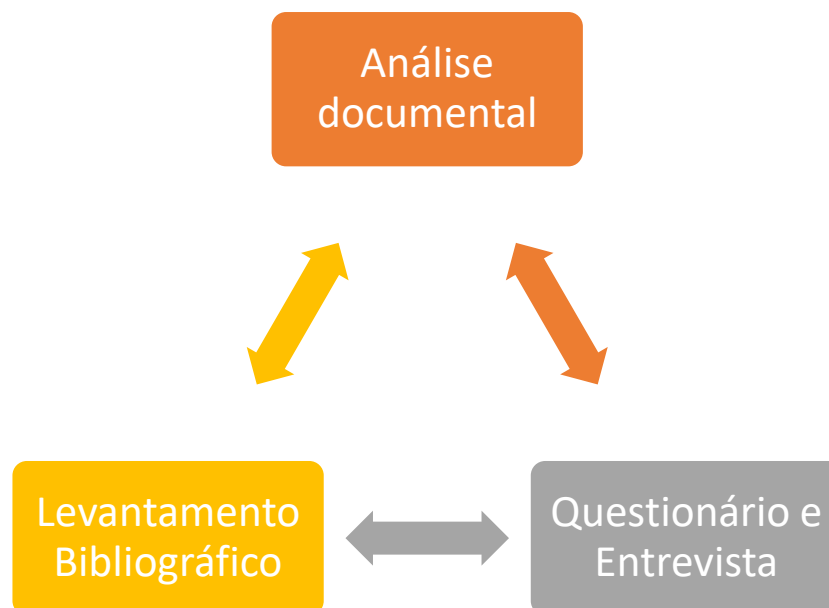 Análise
documental
Levantamento
Bibliográfico
Questionário e
Entrevista